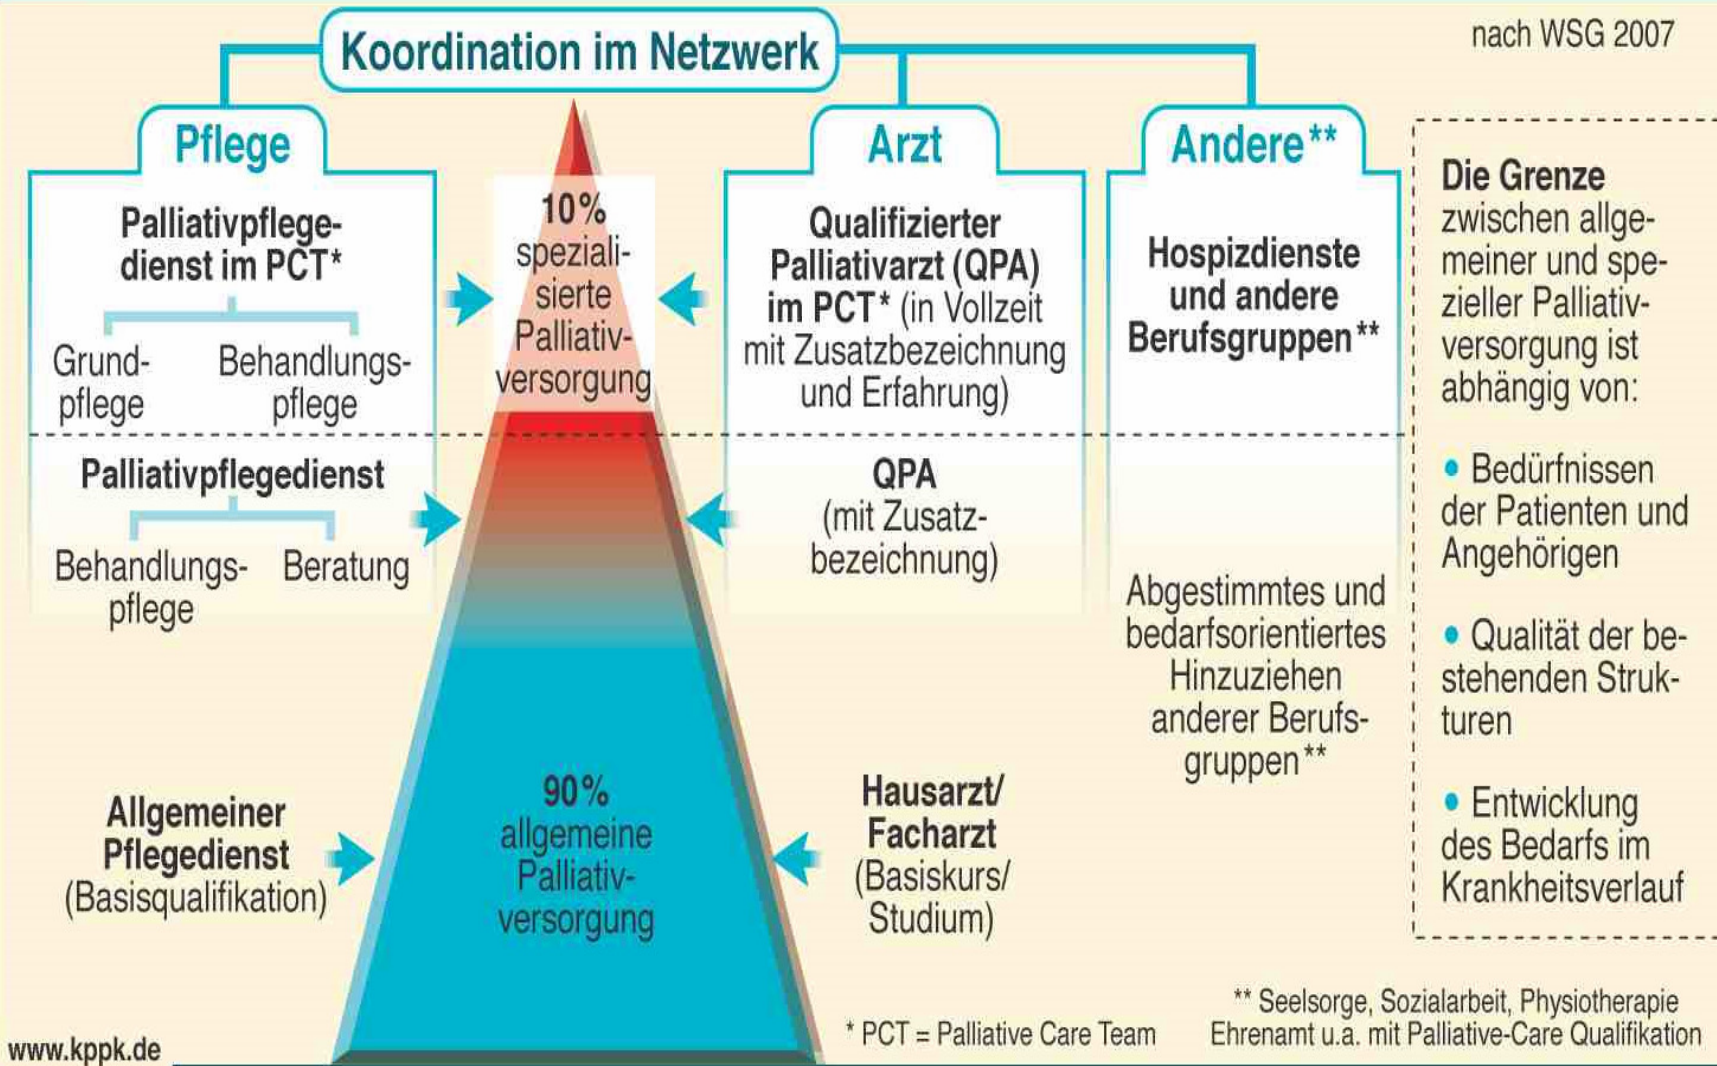 Koordination im Netzwerk
nach WSG 2007
Pflege
Palliativpflege-
dienst im PCT*
Grund-
pflege
Behandlungs-
pflege
Palliativpflegedienst
Behandlungs-
pflege
Beratung
Allgemeiner
Pflegedienst
(Basisqualifikation)
10%
speziali-
sierte
Palliativ-
versorgung
90%
allgemeine
Palliativ-
versorgung
Arzt
Qualifizierter
Palliativarzt (QPA)
im PCT* (in Vollzeit
mit Zusatzbezeichnung
und Erfahrung)
QPA
(mit Zusatz-
bezeichnung)
Hausarzt/
Facharzt
(Basiskurs/
Studium)
Andere**
Hospizdienste
und andere
Berufsgruppen**
Abgestimmtes und
bedarfsorientiertes
Hinzuziehen
anderer Berufs-
gruppen**
Die Grenze
zwischen allge-
meiner und spe-
zieller Palliativ-
versorgung ist
abhängig von:
• Bedürfnissen
der Patienten und
Angehörigen
• Qualität der be-
stehenden Struk-
turen
• Entwicklung
des Bedarfs im
Krankheitsverlauf
www.kppk.de
* PCT = Palliative Care Team
** Seelsorge, Sozialarbeit, Physiotherapie
Ehrenamt u.a. mit Palliative-Care Qualifikation